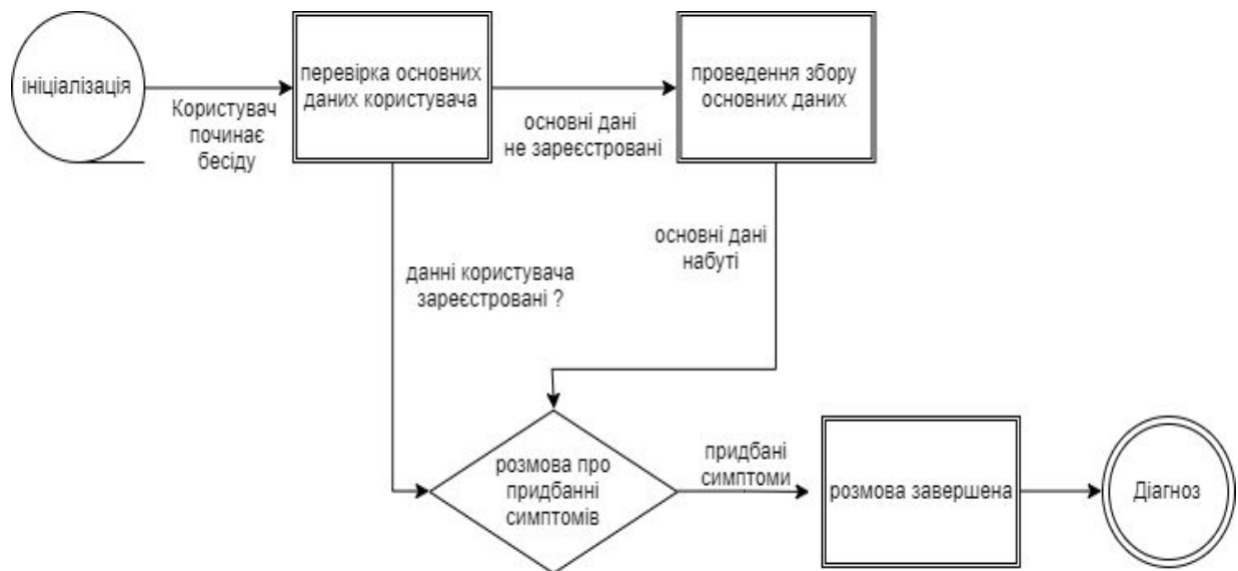 ініціалізація
Користувач
починає
бесіду
перевірка основних
даних користувача
основні дані
не зареєстровані
проведення збору
основних даних
основні дані
набуті
данні користувача
зареєстровані ?
розмова про
придбанні
симптомів
придбані
симптоми
розмова завершена
Діагноз